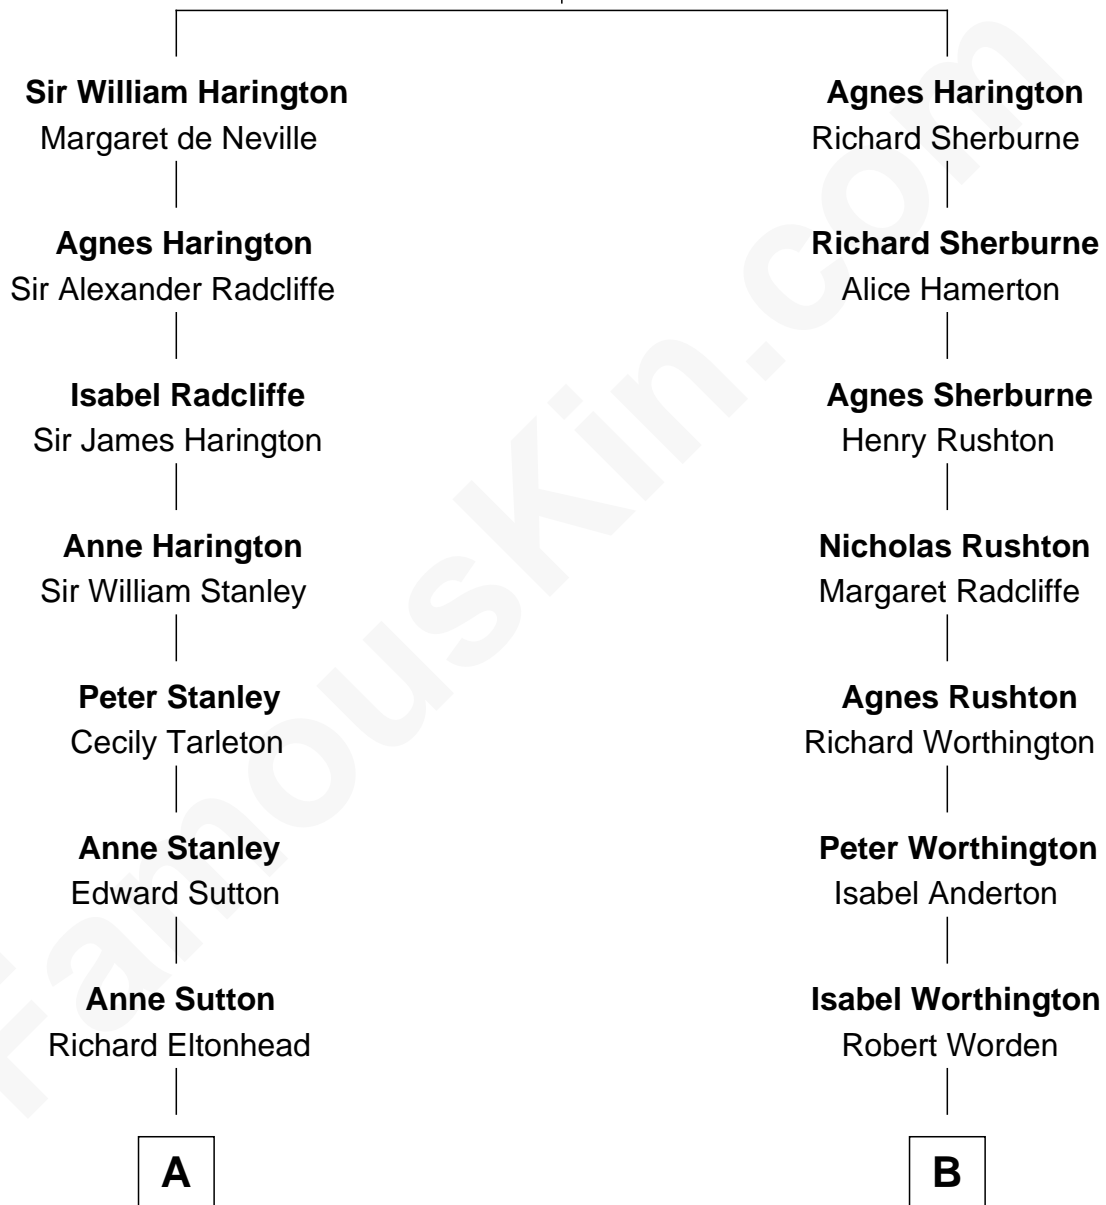 Sir William Harington
Margaret de Neville
Agnes Harington
Sir Alexander Radcliffe
Isabel Radcliffe
Sir James Harington
Anne Harington
Sir William Stanley
Peter Stanley
Cecily Tarleton
Anne Stanley
Edward Sutton
Anne Sutton
Richard Eltonhead
A
Agnes Harington
Richard Sherburne
Richard Sherburne
Alice Hamerton
Agnes Sherburne
Henry Rushton
Nicholas Rushton
Margaret Radcliffe
Agnes Rushton
Richard Worthington
Peter Worthington
Isabel Anderton
Isabel Worthington
Robert Worden
B
FamousKin.com